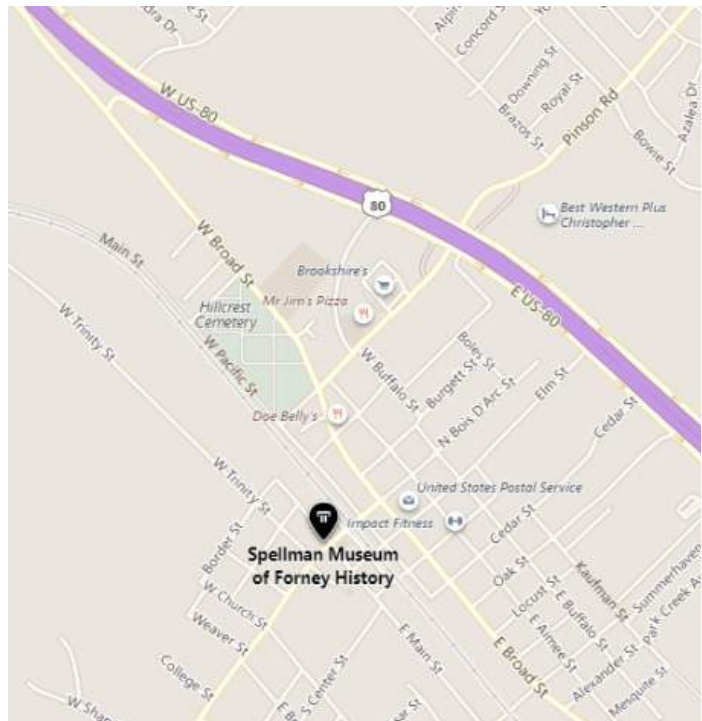 Alpin
Concord St
Downing St
Royal St
Brazos St
Pinson Rd
Bowie St
Azalea Dr
W US-80
80
Best Western Plus
Christopher ...
E US-80
Main St
W Broad St
Brookshire's
Mr Jim's Pizza
Hillcrest
Cemetery
W Trinity St
W Pacific St
W Buffalo St
Boles St
Burgett St
N Bois D Arc St
Elm St
Cedar St
Doe Belly's
United States Postal Service
Impact Fitness
W Trinity St
Spellman Museum
of Forney History
Border St
W Church St
Weaver St
College St
Cedar St
Oak St
Kaufman St
Summerhaven
Park Creek Av
Locust St
E Buffalo St
E Aimee St
Alexander St
Mesquite St
E Main St
E Broad St
S Center St
W Shan